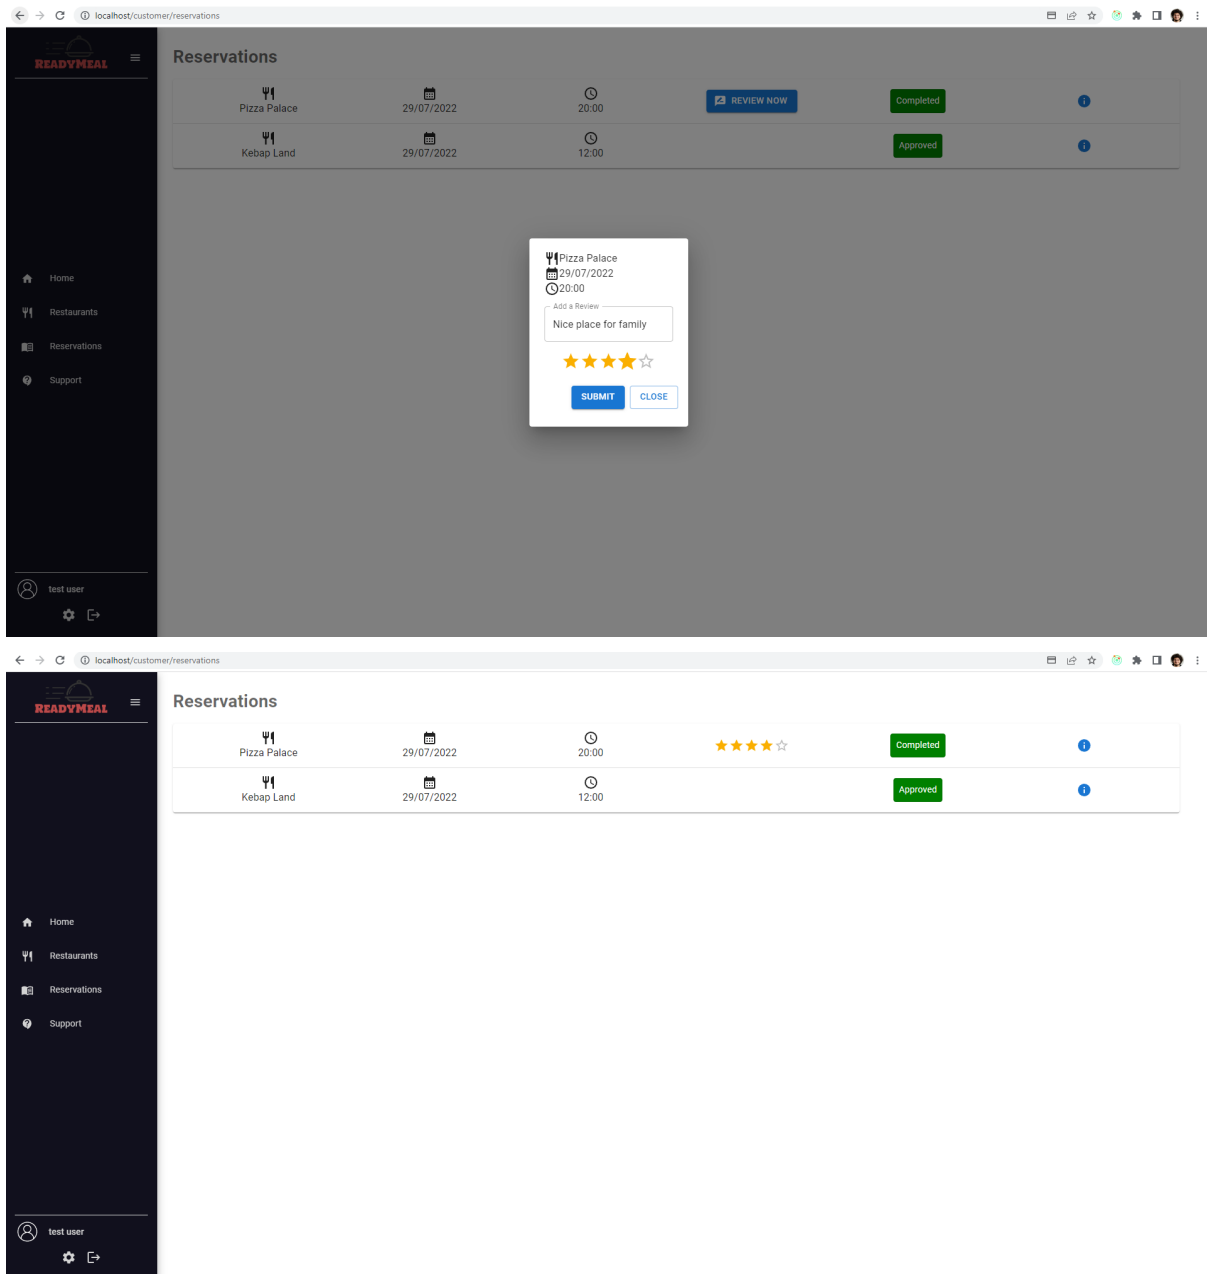 localhost/customer/reservations
READYMEAL
Reservations
Pizza Palace
29/07/2022
20:00
REVIEW NOW
Completed
Kebap Land
29/07/2022
12:00
Approved
Pizza Palace
29/07/2022
20:00
Add a Review
Nice place for family
SUBMIT
CLOSE
Home
Restaurants
Reservations
Support
test user
localhost/customer/reservations
READYMEAL
Reservations
Pizza Palace
29/07/2022
20:00
Completed
Kebap Land
29/07/2022
12:00
Approved
Home
Restaurants
Reservations
Support
test user